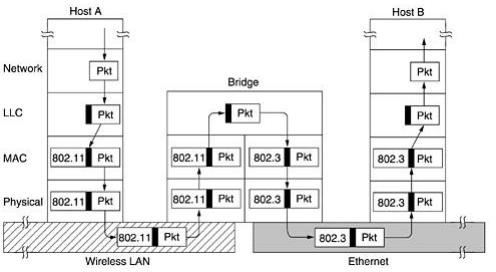 Host A Host B
Network Pkt Pkt
Bridge
LLC Pkt Pkt Pkt
MAC 802.11 Pkt 802.11 Pkt 802.3 Pkt 802.3 Pkt
Physical 802.11 Pkt 802.11 Pkt 802.3 Pkt 802.3 Pkt
802.11 Pkt 802.3 Pkt
Wireless LAN Ethernet